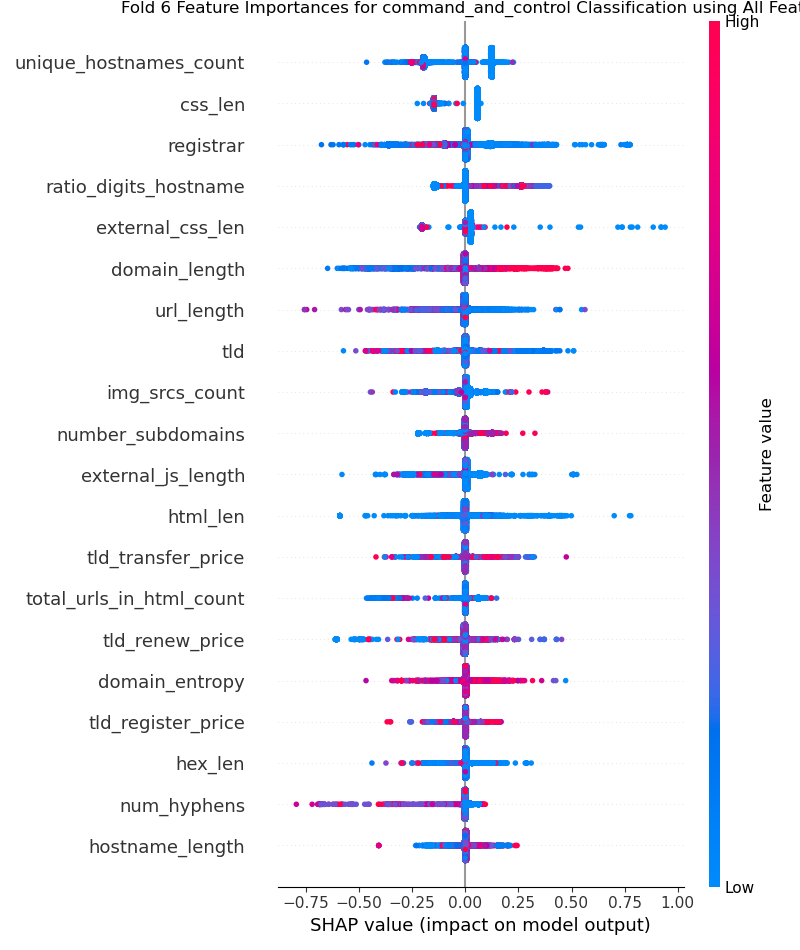 Fold 6 Feature Importances for command_and_control Classification using All Feat
High
unique_hostnames_count
css_len
registrar
ratio_digits_hostname
external_css_len
domain_length
url_length
tld
img_srcs_count
number_subdomains
external_js_length
html_len
tld_transfer_price
total_urls_in_html_count
tld_renew_price
domain_entropy
tld_register_price
hex_len
num_hyphens
hostname_length
Feature value
Low
−0.75 −0.50 −0.25 0.00 0.25 0.50 0.75 1.00
SHAP value (impact on model output)